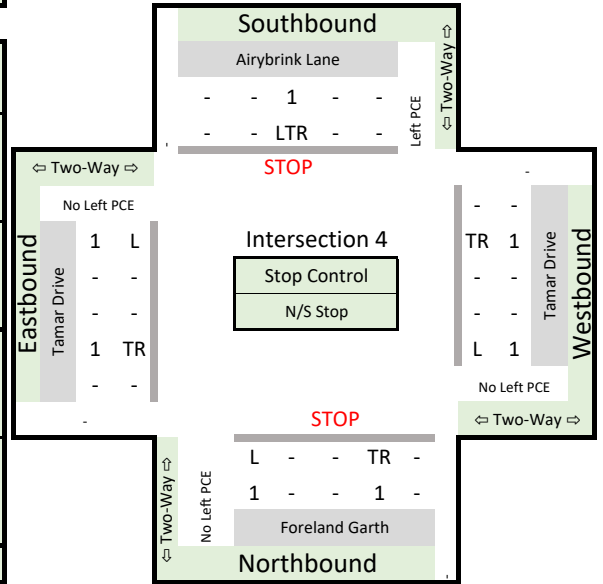 Southbound
Airybrink Lane
- - 1 - -
- - LTR - -
Left PCE
⇦ Two-Way ⇨
STOP
⇦ Two-Way ⇨
No Left PCE
Eastbound
Tamar Drive
1 L
- -
- -
1 TR
- -
-
Intersection 4
Stop Control
N/S Stop
-
- -
TR 1
- -
- -
L 1
Tamar Drive
Westbound
No Left PCE
⇦ Two-Way ⇨
STOP
L - - TR -
1 - - 1 -
Foreland Garth
Northbound
No Left PCE
⇦ Two-Way ⇨